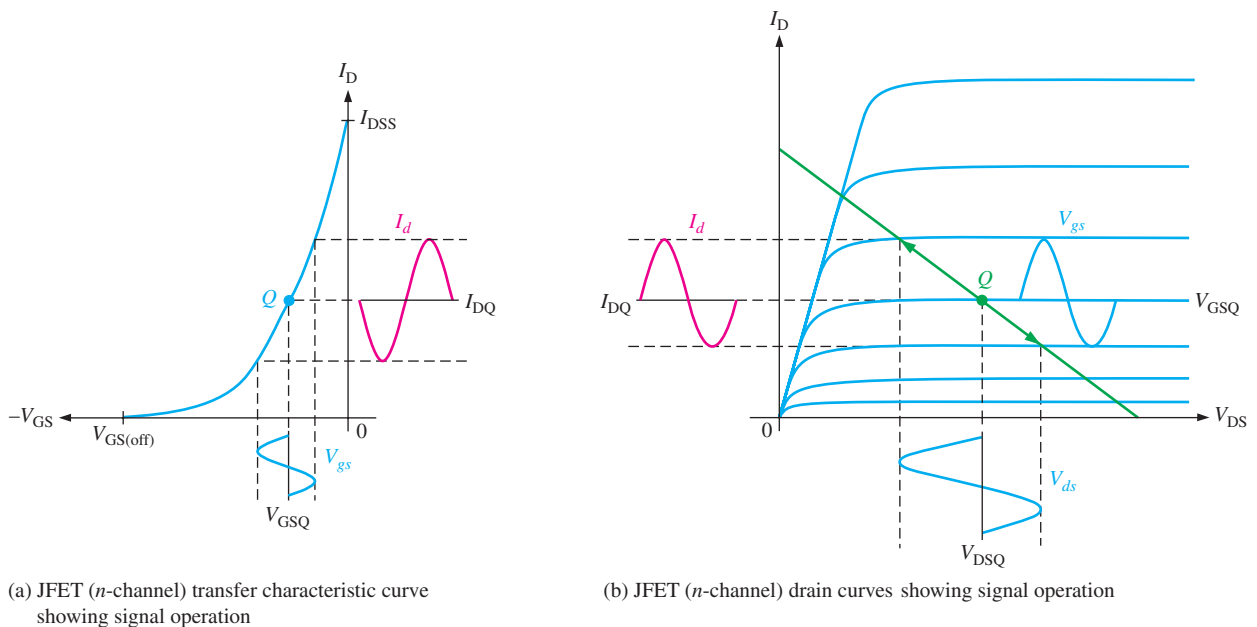 I_D
I_DSS
I_d
Q
I_DQ
–V_GS
V_GS(off)
0
V_gs
V_GSQ
(a) JFET (n-channel) transfer characteristic curve
showing signal operation
I_D
I_d
V_gs
Q
I_DQ
V_GSQ
0
V_DS
V_ds
V_DSQ
(b) JFET (n-channel) drain curves showing signal operation